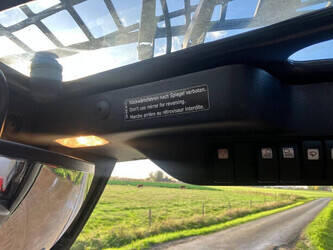 Rückwärtsfahren nach Spiegel verboten.
Don't use mirror for reversing.
Marche arrière au rétroviseur interdite.